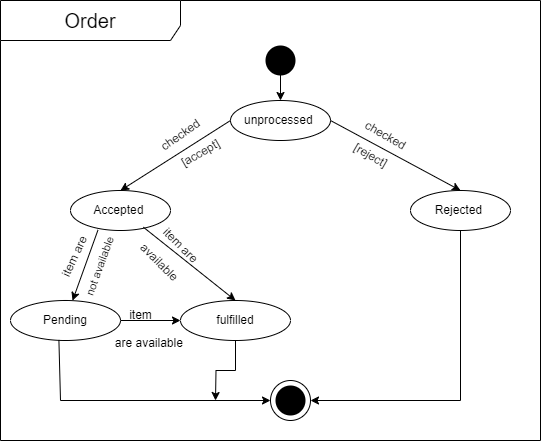 Order
unprocessed
checked
[accept]
checked
[reject]
Accepted
Rejected
item are
not available
item are
available
Pending
item
are available
fulfilled